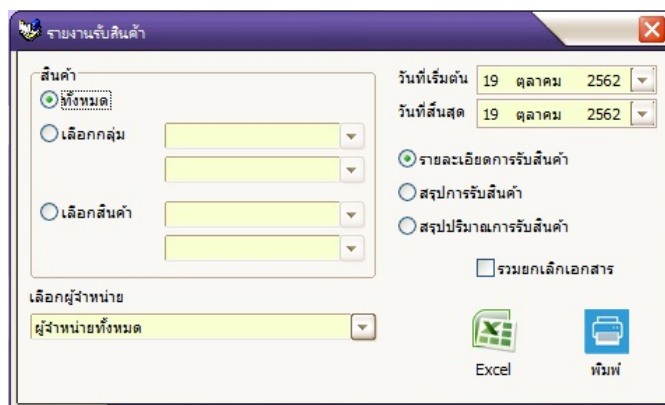 รายงานรับสินค้า
สินค้า
ทั้งหมด
เลือกกลุ่ม
เลือกสินค้า
เลือกผู้จำหน่าย
ผู้จำหน่ายทั้งหมด
วันที่เริ่มต้น 19 ตุลาคม 2562
วันที่สิ้นสุด 19 ตุลาคม 2562
รายละเอียดการรับสินค้า
สรุปการรับสินค้า
สรุปปริมาณการรับสินค้า
รวมยกเลิกเอกสาร
Excel พิมพ์